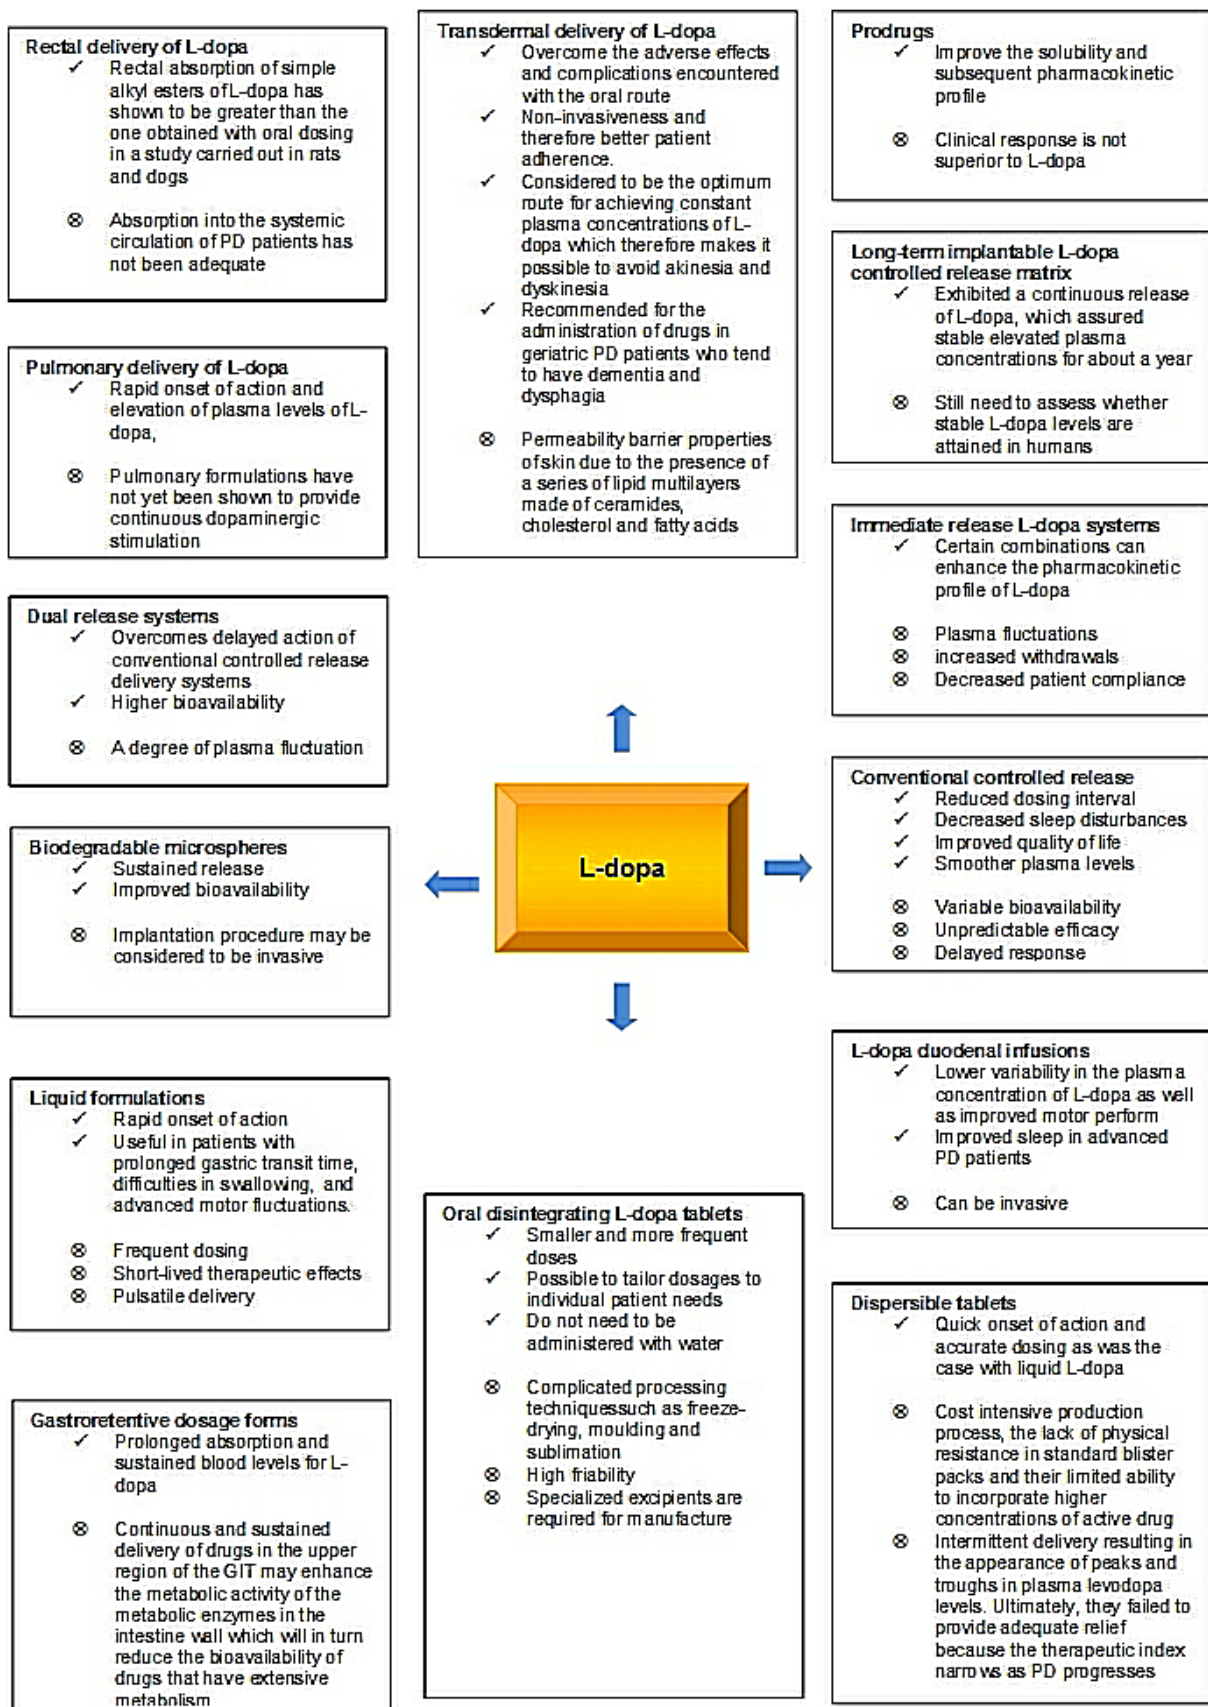 Rectal delivery of L-dopa
✓ Rectal absorption of simple
alkyl esters of L-dopa has
shown to be greater than the
one obtained with oral dosing
in a study carried out in rats
and dogs
⊗ Absorption into the systemic
circulation of PD patients has
not been adequate
Pulmonary delivery of L-dopa
✓ Rapid onset of action and
elevation of plasma levels of L-
dopa,
⊗ Pulmonary formulations have
not yet been shown to provide
continuous dopaminergic
stimulation
Dual release systems
✓ Overcomes delayed action of
conventional controlled release
delivery systems
✓ Higher bioavailability
⊗ A degree of plasma fluctuation
Biodegradable microspheres
✓ Sustained release
✓ Improved bioavailability
⊗ Implantation procedure may be
considered to be invasive
Liquid formulations
✓ Rapid onset of action
✓ Useful in patients with
prolonged gastric transit time,
difficulties in swallowing, and
advanced motor fluctuations.
⊗ Frequent dosing
⊗ Short-lived therapeutic effects
⊗ Pulsatile delivery
Gastroretentive dosage forms
✓ Prolonged absorption and
sustained blood levels for L-
dopa
⊗ Continuous and sustained
delivery of drugs in the upper
region of the GIT may enhance
the metabolic activity of the
metabolic enzymes in the
intestine wall which will in turn
reduce the bioavailability of
drugs that have extensive
metabolism
Transdermal delivery of L-dopa
✓ Overcome the adverse effects
and complications encountered
with the oral route
✓ Non-invasiveness and
therefore better patient
adherence.
✓ Considered to be the optimum
route for achieving constant
plasma concentrations of L-
dopa which therefore makes it
possible to avoid akinesia and
dyskinesia
✓ Recommended for the
administration of drugs in
geriatric PD patients who tend
to have dementia and
dysphagia
⊗ Permeability barrier properties
of skin due to the presence of
a series of lipid multilayers
made of ceramides,
cholesterol and fatty acids
L-dopa
Oral disintegrating L-dopa tablets
✓ Smaller and more frequent
doses
✓ Possible to tailor dosages to
individual patient needs
✓ Do not need to be
administered with water
⊗ Complicated processing
techniquessuch as freeze-
drying, moulding and
sublimation
⊗ High friability
⊗ Specialized excipients are
required for manufacture
Prodrugs
✓ Improve the solubility and
subsequent pharmacokinetic
profile
⊗ Clinical response is not
superior to L-dopa
Long-term implantable L-dopa
controlled release matrix
✓ Exhibited a continuous release
of L-dopa, which assured
stable elevated plasma
concentrations for about a year
⊗ Still need to assess whether
stable L-dopa levels are
attained in humans
Immediate release L-dopa systems
✓ Certain combinations can
enhance the pharmacokinetic
profile of L-dopa
⊗ Plasma fluctuations
⊗ increased withdrawals
⊗ Decreased patient compliance
Conventional controlled release
✓ Reduced dosing interval
✓ Decreased sleep disturbances
✓ Improved quality of life
✓ Smoother plasma levels
⊗ Variable bioavailability
⊗ Unpredictable efficacy
⊗ Delayed response
L-dopa duodenal infusions
✓ Lower variability in the plasma
concentration of L-dopa as well
as improved motor perform
✓ Improved sleep in advanced
PD patients
⊗ Can be invasive
Dispersible tablets
✓ Quick onset of action and
accurate dosing as was the
case with liquid L-dopa
⊗ Cost intensive production
process, the lack of physical
resistance in standard blister
packs and their limited ability
to incorporate higher
concentrations of active drug
⊗ Intermittent delivery resulting in
the appearance of peaks and
troughs in plasma levodopa
levels. Ultimately, they failed to
provide adequate relief
because the therapeutic index
narrows as PD progresses